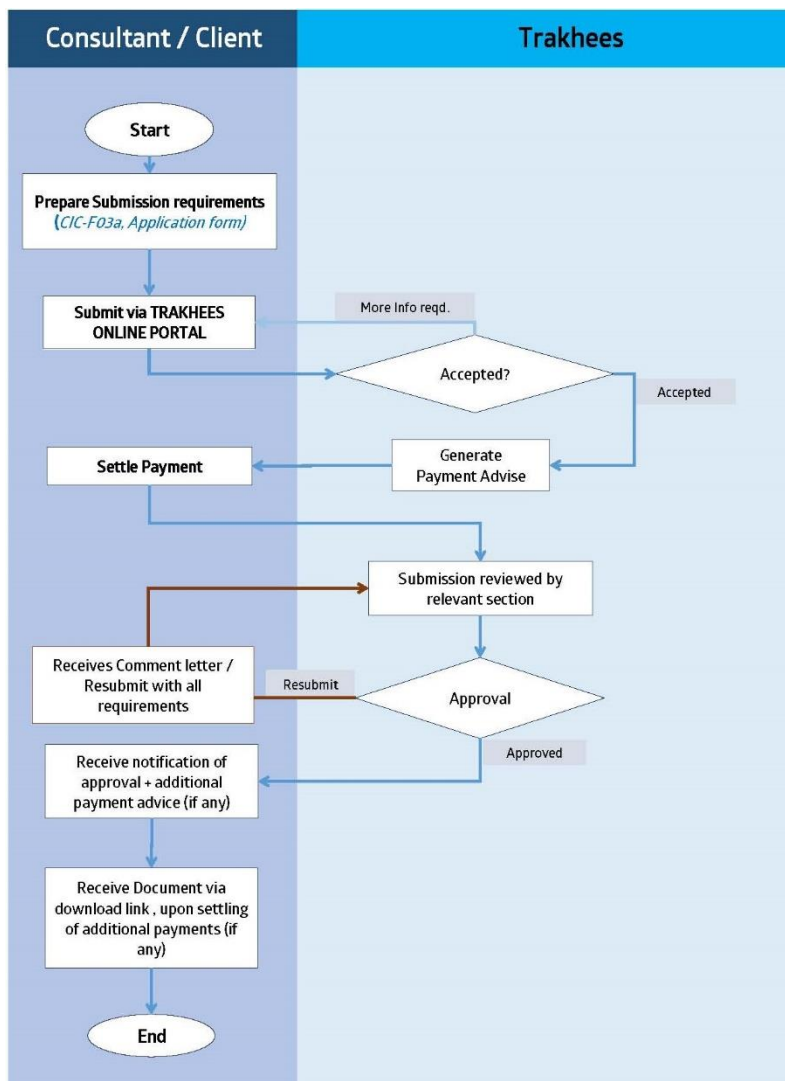 Consultant / Client
Trakhees
Start
Prepare Submission requirements
(CIC-F03a, Application form)
Submit via TRAKHEES
ONLINE PORTAL
More Info reqd.
Accepted?
Accepted
Settle Payment
Generate
Payment Advise
Submission reviewed by
relevant section
Receives Comment letter /
Resubmit with all
requirements
Resubmit
Approval
Approved
Receive notification of
approval + additional
payment advice (if any)
Receive Document via
download link , upon settling
of additional payments (if
any)
End